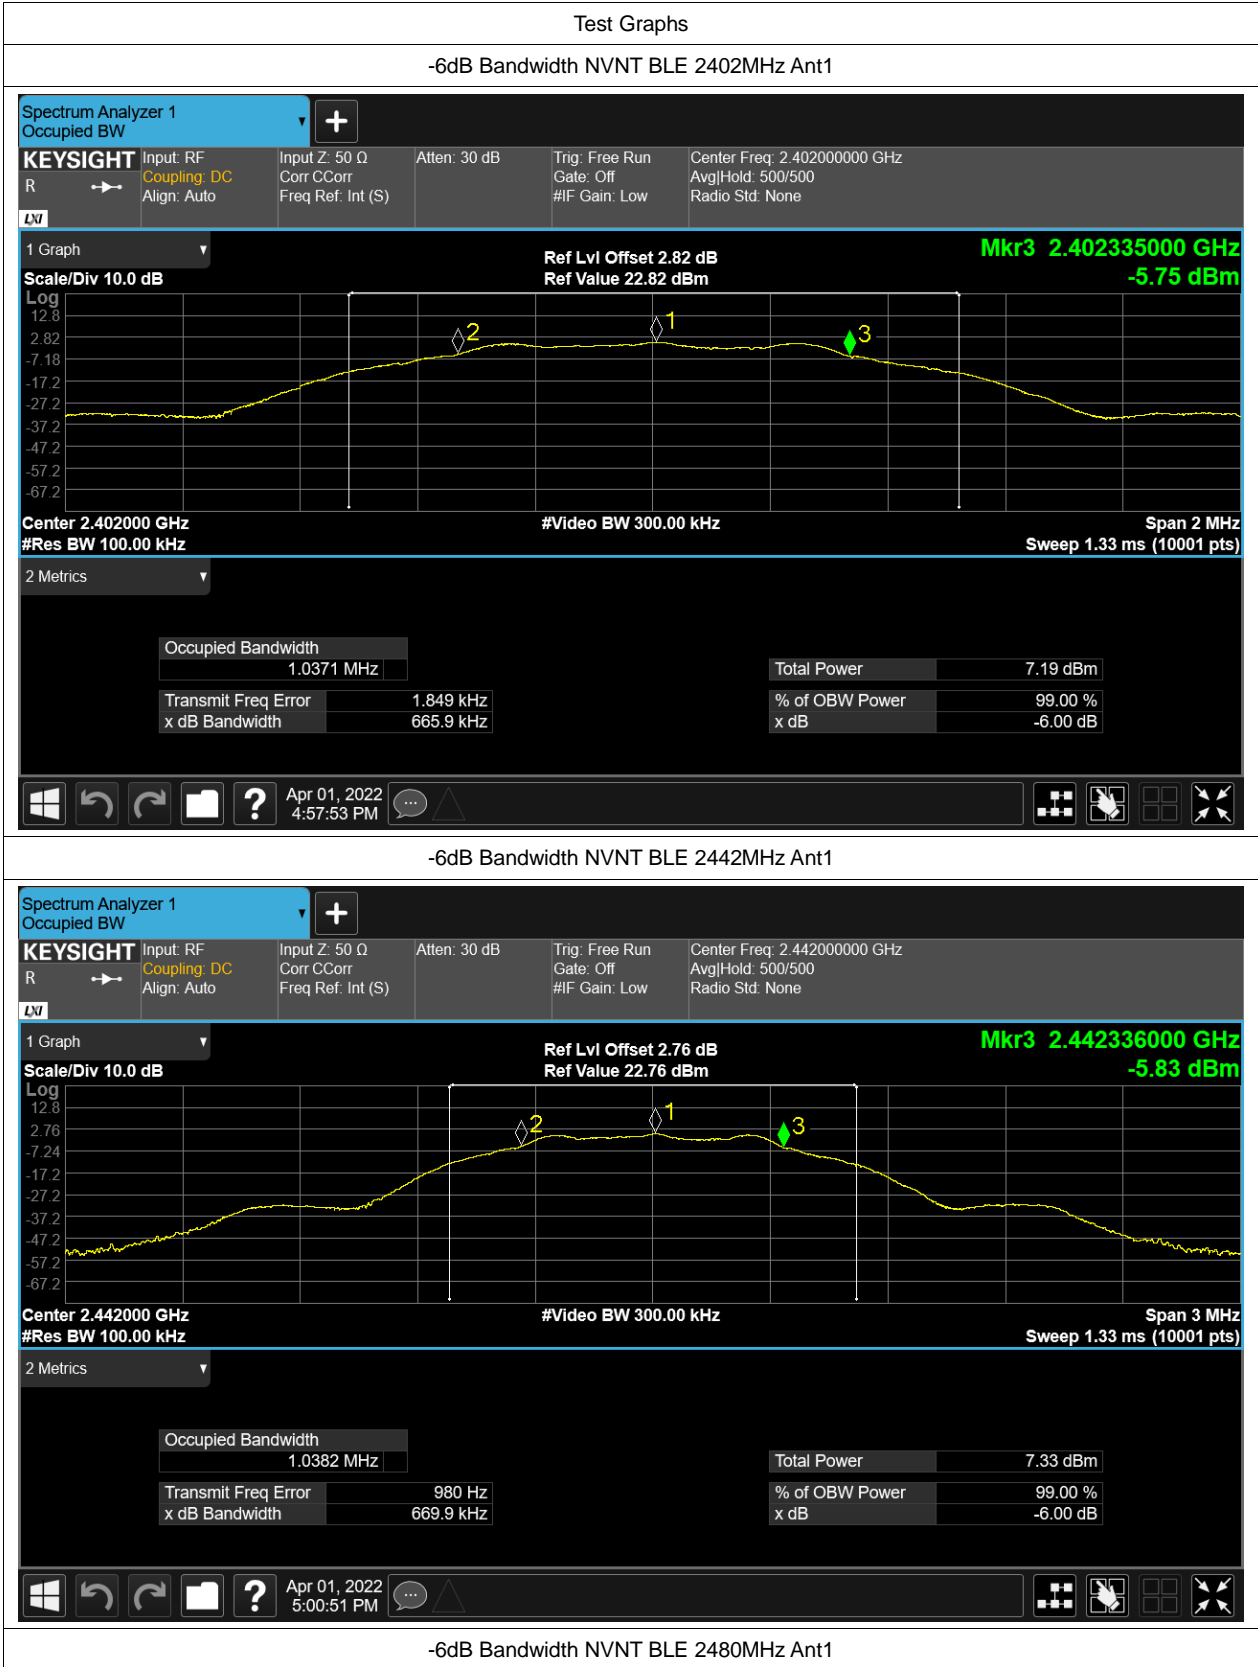 Test Graphs
-6dB Bandwidth NVNT BLE 2402MHz Ant1
Spectrum Analyzer 1
Occupied BW
KEYSIGHT Input: RF Input Z: 50 Ω Atten: 30 dB Trig: Free Run Center Freq: 2.402000000 GHz
R Coupling: DC Corr CCorr Gate: Off Avg|Hold: 500/500
Align: Auto Freq Ref: Int (S) #IF Gain: Low Radio Std: None
LXI
1 Graph Ref Lvl Offset 2.82 dB Mkr3 2.402335000 GHz
Scale/Div 10.0 dB Ref Value 22.82 dBm -5.75 dBm
Log
12.8
2.82
-7.18
-17.2
-27.2
-37.2
-47.2
-57.2
-67.2
2 1 3
Center 2.402000 GHz #Video BW 300.00 kHz Span 2 MHz
#Res BW 100.00 kHz Sweep 1.33 ms (10001 pts)
2 Metrics
Occupied Bandwidth
1.0371 MHz Total Power 7.19 dBm
Transmit Freq Error 1.849 kHz % of OBW Power 99.00 %
x dB Bandwidth 665.9 kHz x dB -6.00 dB
? Apr 01, 2022
4:57:53 PM
-6dB Bandwidth NVNT BLE 2442MHz Ant1
Spectrum Analyzer 1
Occupied BW
KEYSIGHT Input: RF Input Z: 50 Ω Atten: 30 dB Trig: Free Run Center Freq: 2.442000000 GHz
R Coupling: DC Corr CCorr Gate: Off Avg|Hold: 500/500
Align: Auto Freq Ref: Int (S) #IF Gain: Low Radio Std: None
LXI
1 Graph Ref Lvl Offset 2.76 dB Mkr3 2.442336000 GHz
Scale/Div 10.0 dB Ref Value 22.76 dBm -5.83 dBm
Log
12.8
2.76
-7.24
-17.2
-27.2
-37.2
-47.2
-57.2
-67.2
2 1 3
Center 2.442000 GHz #Video BW 300.00 kHz Span 3 MHz
#Res BW 100.00 kHz Sweep 1.33 ms (10001 pts)
2 Metrics
Occupied Bandwidth
1.0382 MHz Total Power 7.33 dBm
Transmit Freq Error 980 Hz % of OBW Power 99.00 %
x dB Bandwidth 669.9 kHz x dB -6.00 dB
? Apr 01, 2022
5:00:51 PM
-6dB Bandwidth NVNT BLE 2480MHz Ant1